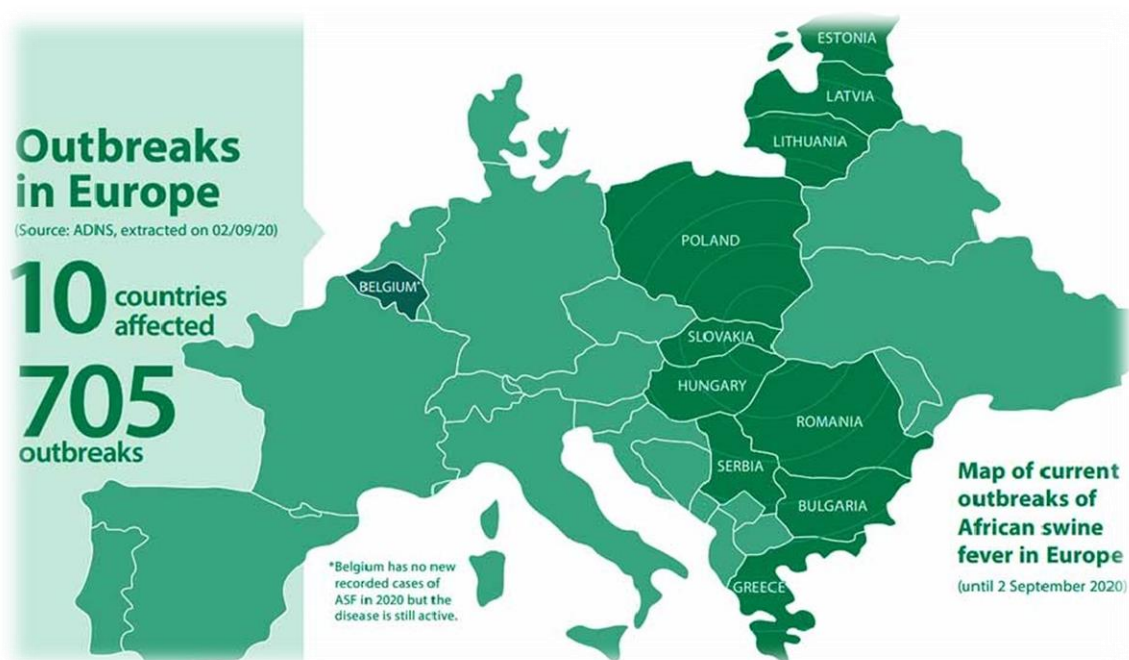 Outbreaks
in Europe
(Source: ADNS, extracted on 02/09/20)
10 countries
affected
705
outbreaks
ESTONIA
LATVIA
LITHUANIA
POLAND
BELGIUM*
SLOVAKIA
HUNGARY
ROMANIA
SERBIA
BULGARIA
GREECE
*Belgium has no new
recorded cases of
ASF in 2020 but the
disease is still active.
Map of current
outbreaks of
African swine
fever in Europe
(until 2 September 2020)